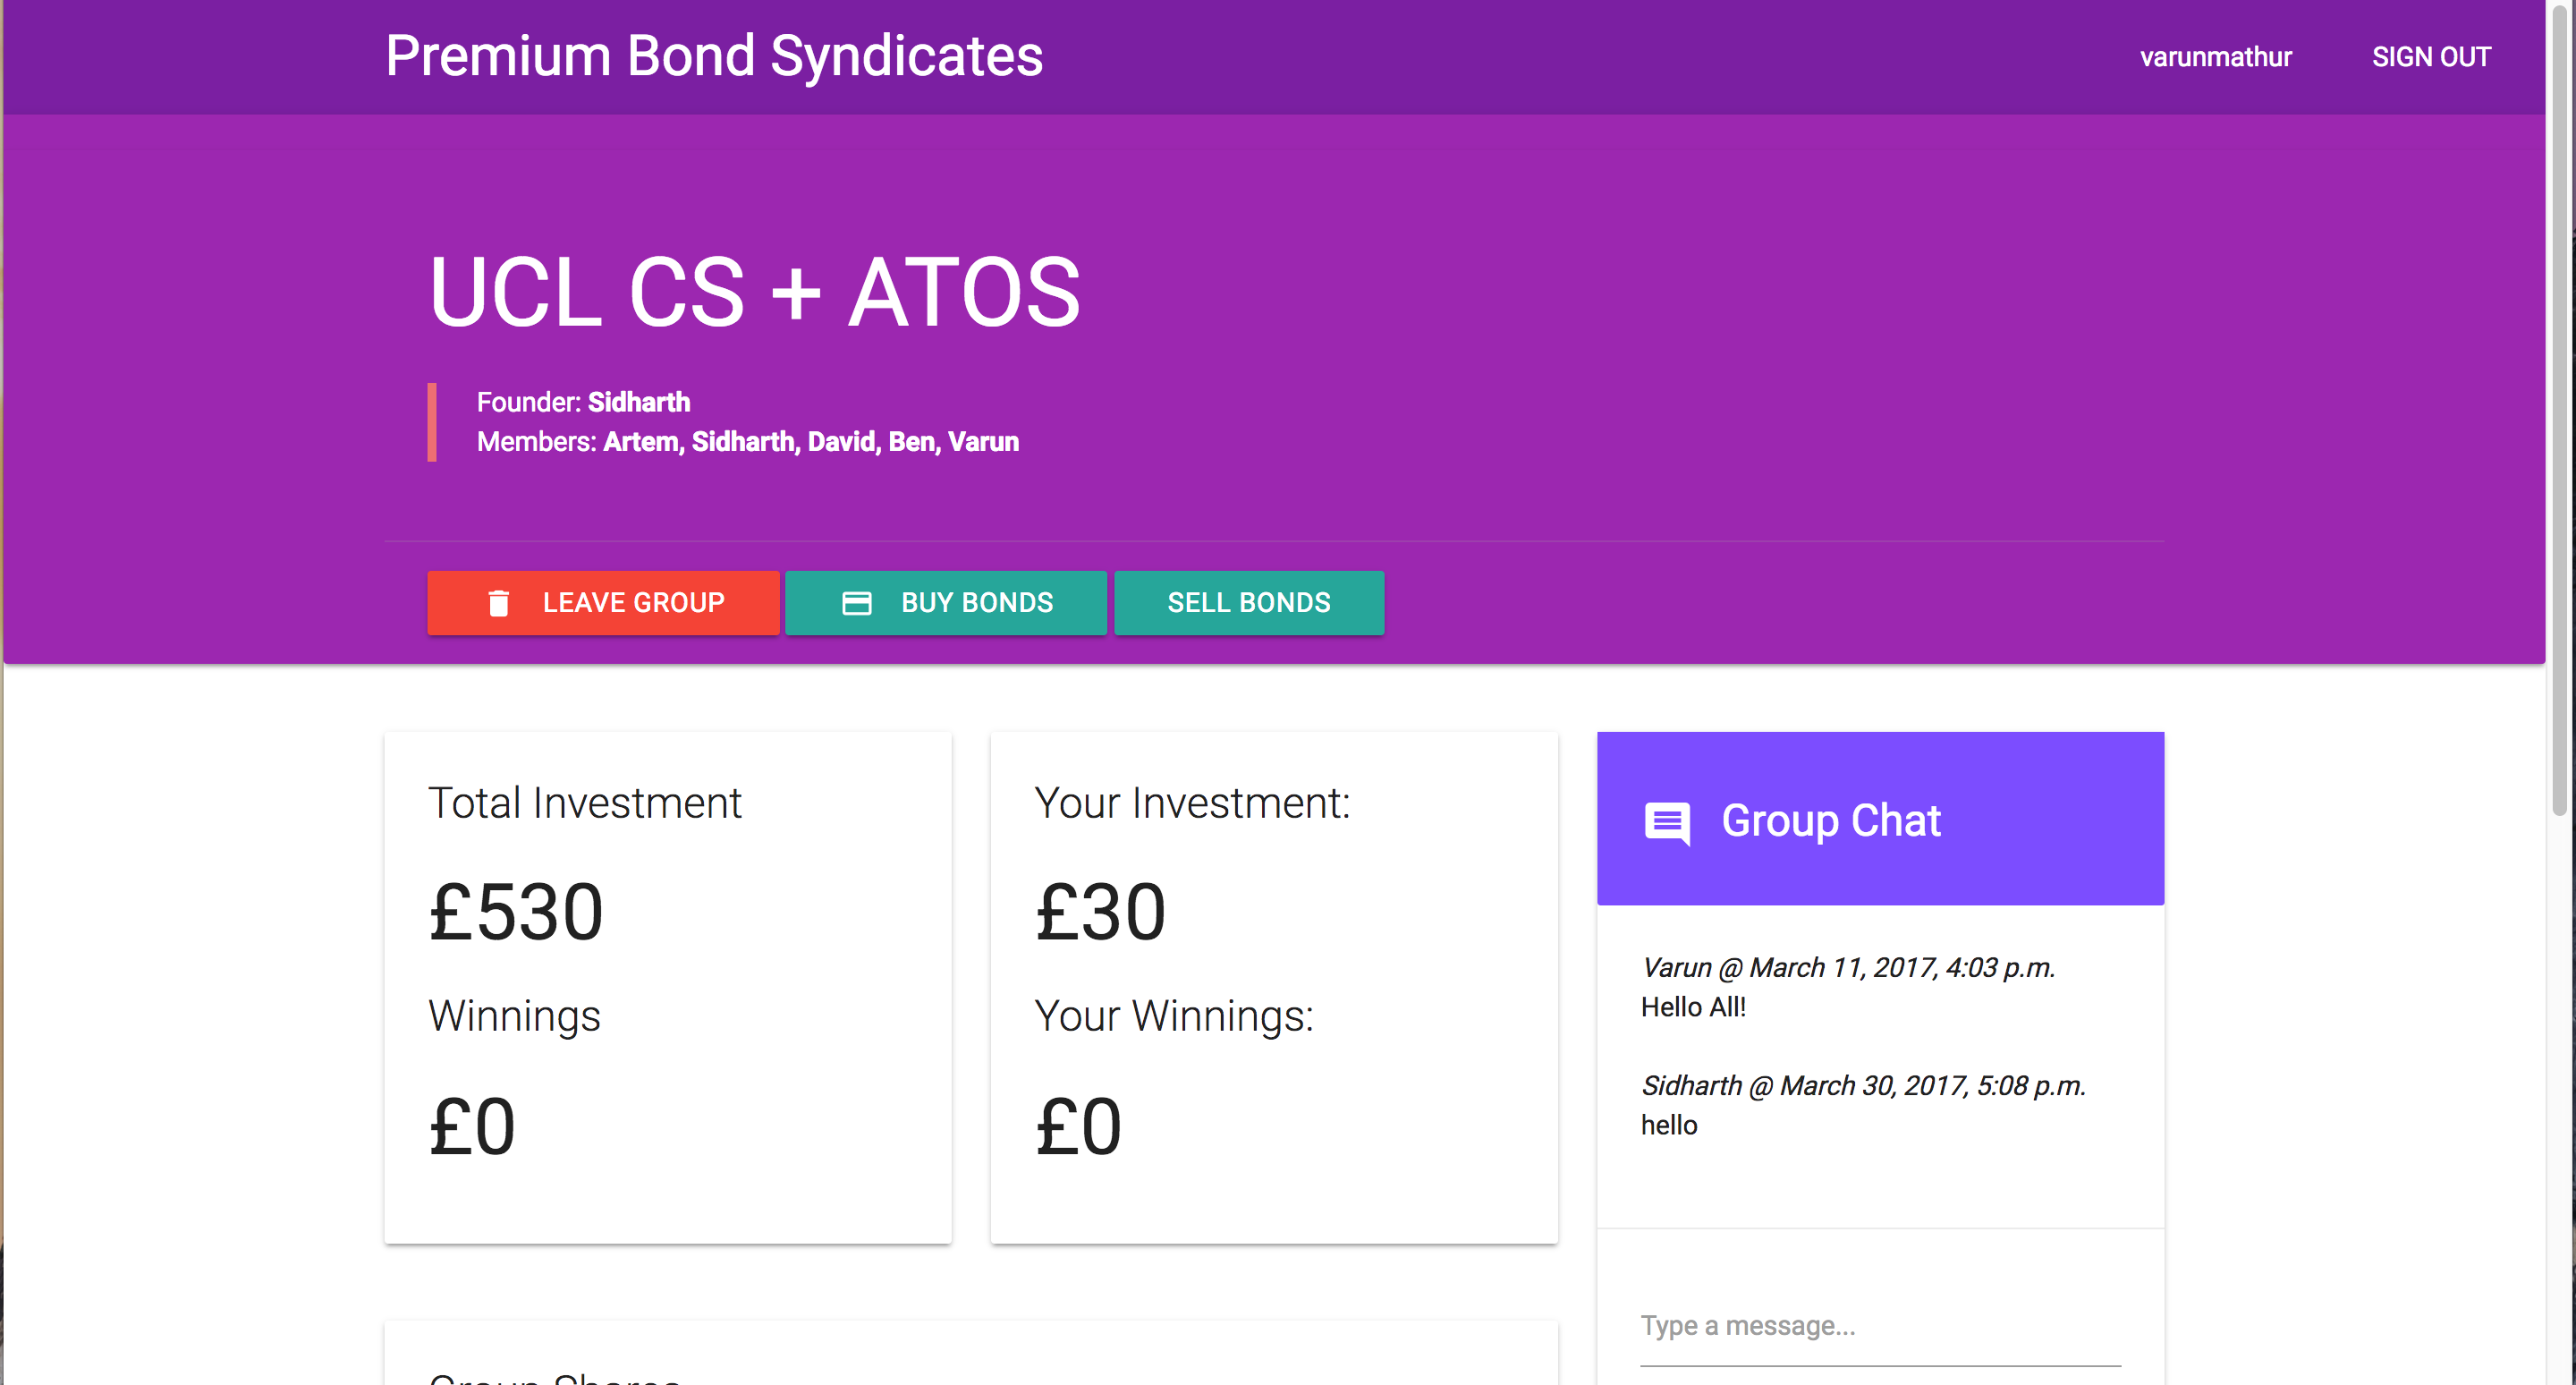 Premium Bond Syndicates
varunmathur
SIGN OUT
UCL CS + ATOS
Founder: Sidharth
Members: Artem, Sidharth, David, Ben, Varun
LEAVE GROUP
BUY BONDS
SELL BONDS
Total Investment
£530
Winnings
£0
Your Investment:
£30
Your Winnings:
£0
Group Chat
Varun @ March 11, 2017, 4:03 p.m.
Hello All!
Sidharth @ March 30, 2017, 5:08 p.m.
hello
Type a message...
Group Shares